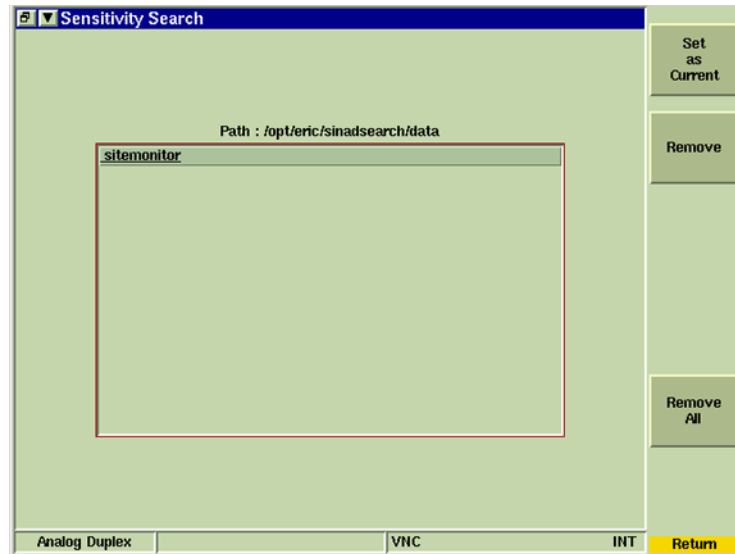 Sensitivity Search
Set
as
Current
Path : /opt/eric/sinadsearch/data
Remove
sitemonitor
Remove
All
Analog Duplex
VNC
INT
Return